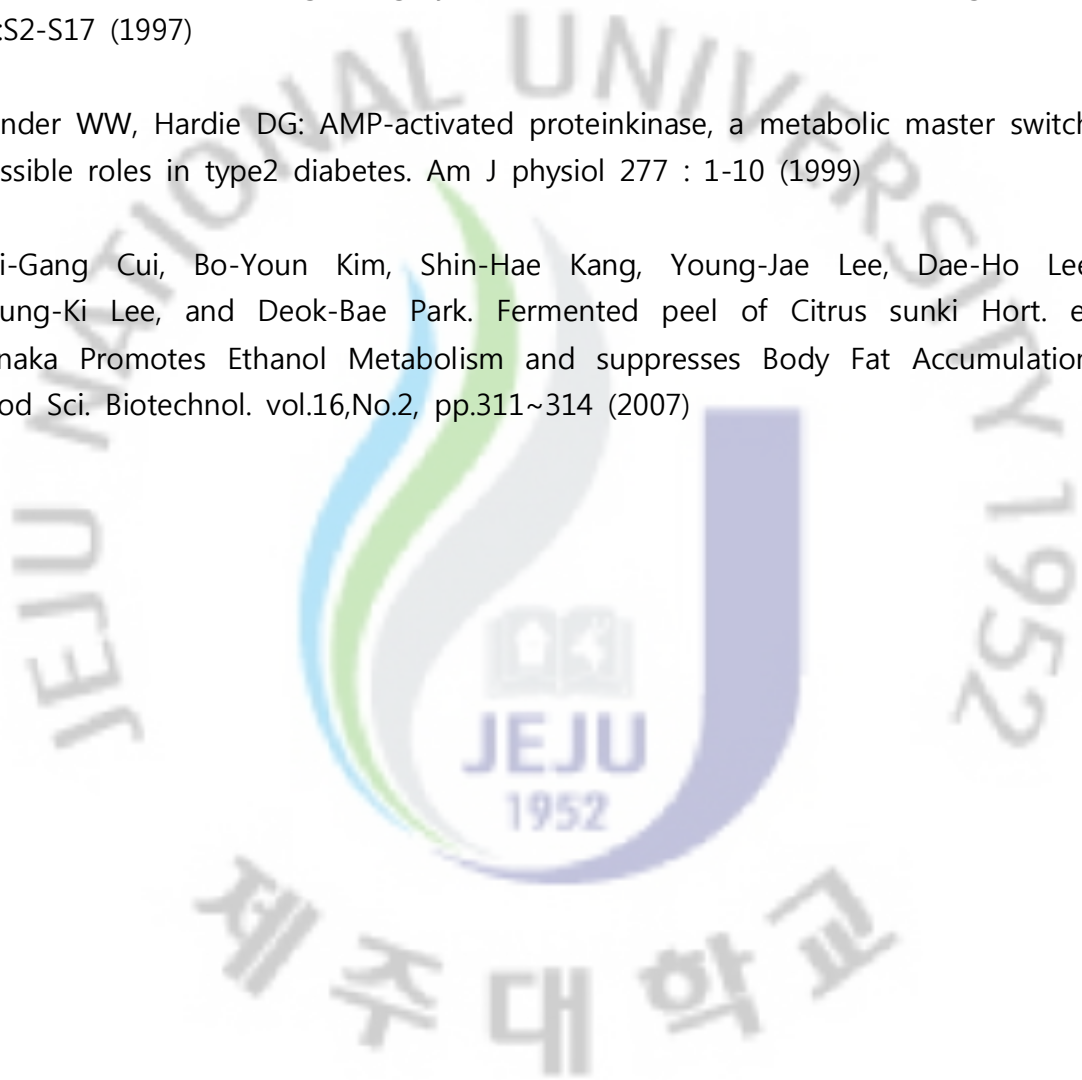 :S2-S17 (1997)
nder WW, Hardie DG: AMP-activated proteinkinase, a metabolic master switch
ssible roles in type2 diabetes. Am J physiol 277 : 1-10 (1999)
i-Gang Cui, Bo-Youn Kim, Shin-Hae Kang, Young-Jae Lee, Dae-Ho Lee
ung-Ki Lee, and Deok-Bae Park. Fermented peel of Citrus sunki Hort. e
naka Promotes Ethanol Metabolism and suppresses Body Fat Accumulation
od Sci. Biotechnol. vol.16,No.2, pp.311~314 (2007)
JEJU NATIONAL UNIVERSITY 1952
JEJU
1952
제주대학교